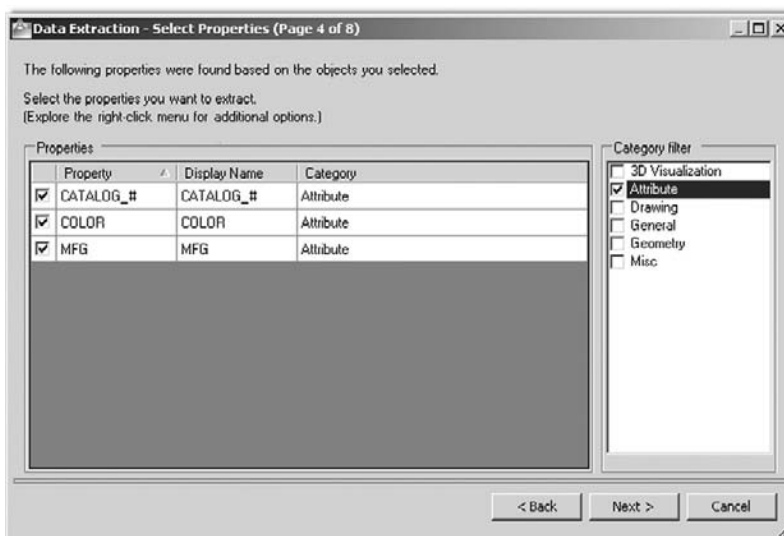 Data Extraction - Select Properties (Page 4 of 8)
The following properties were found based on the objects you selected.
Select the properties you want to extract.
(Explore the right-click menu for additional options.)
Properties
Property Display Name Category
CATALOG_# CATALOG_# Attribute
COLOR COLOR Attribute
MFG MFG Attribute
Category filter
3D Visualization
Attribute
Drawing
General
Geometry
Misc
< Back Next > Cancel